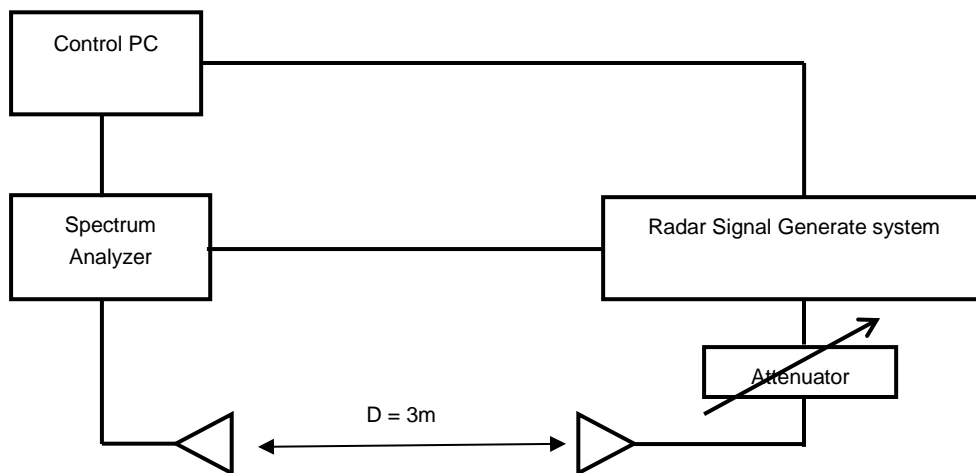 Control PC
Spectrum
Analyzer
Radar Signal Generate system
Attenuator
D = 3m